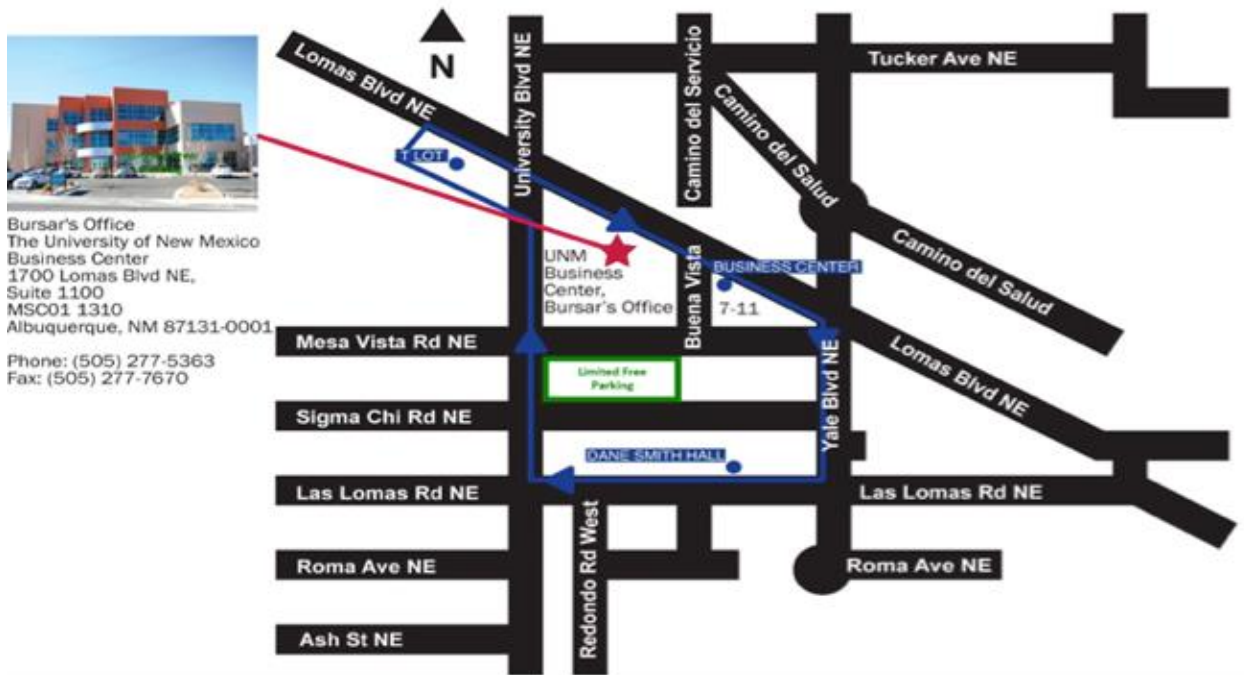 Bursar's Office
The University of New Mexico
Business Center
1700 Lomas Blvd NE,
Suite 1100
MSC01 1310
Albuquerque, NM 87131-0001
Phone: (505) 277-5363
Fax: (505) 277-7670
N
Lomas Blvd NE
University Blvd NE
Camino del Servicio
Tucker Ave NE
Camino del Salud
Camino del Salud
T LOT
UNM
Business
Center,
Bursar's Office
Buena Vista
BUSINESS CENTER
7-11
Mesa Vista Rd NE
Limited Free
Parking
Yale Blvd NE
Lomas Blvd NE
Sigma Chi Rd NE
DANE SMITH HALL
Las Lomas Rd NE
Las Lomas Rd NE
Redondo Rd West
Roma Ave NE
Roma Ave NE
Ash St NE